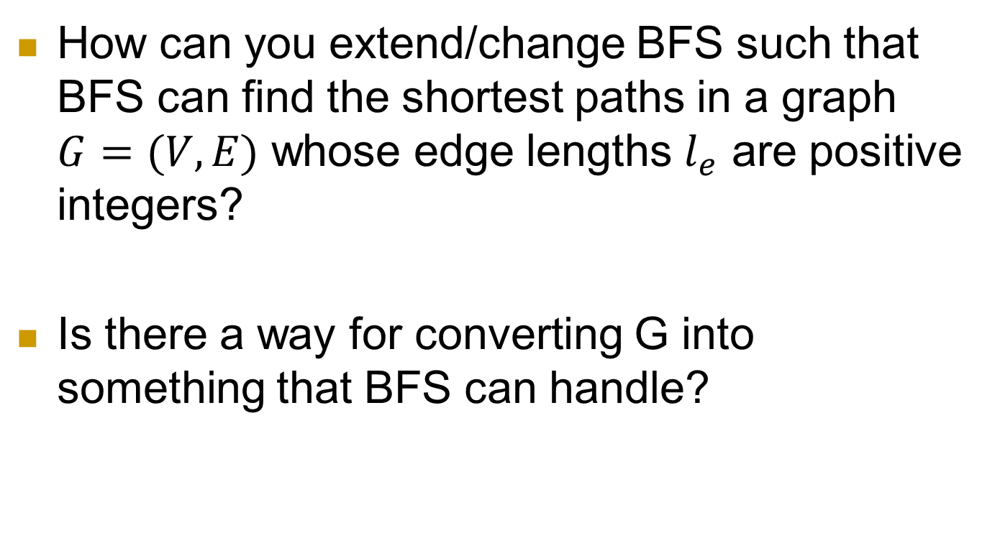 ■ How can you extend/change BFS such that
BFS can find the shortest paths in a graph
𝐺 = (𝑉, 𝐸) whose edge lengths 𝑙ₑ are positive
integers?
■ Is there a way for converting G into
something that BFS can handle?